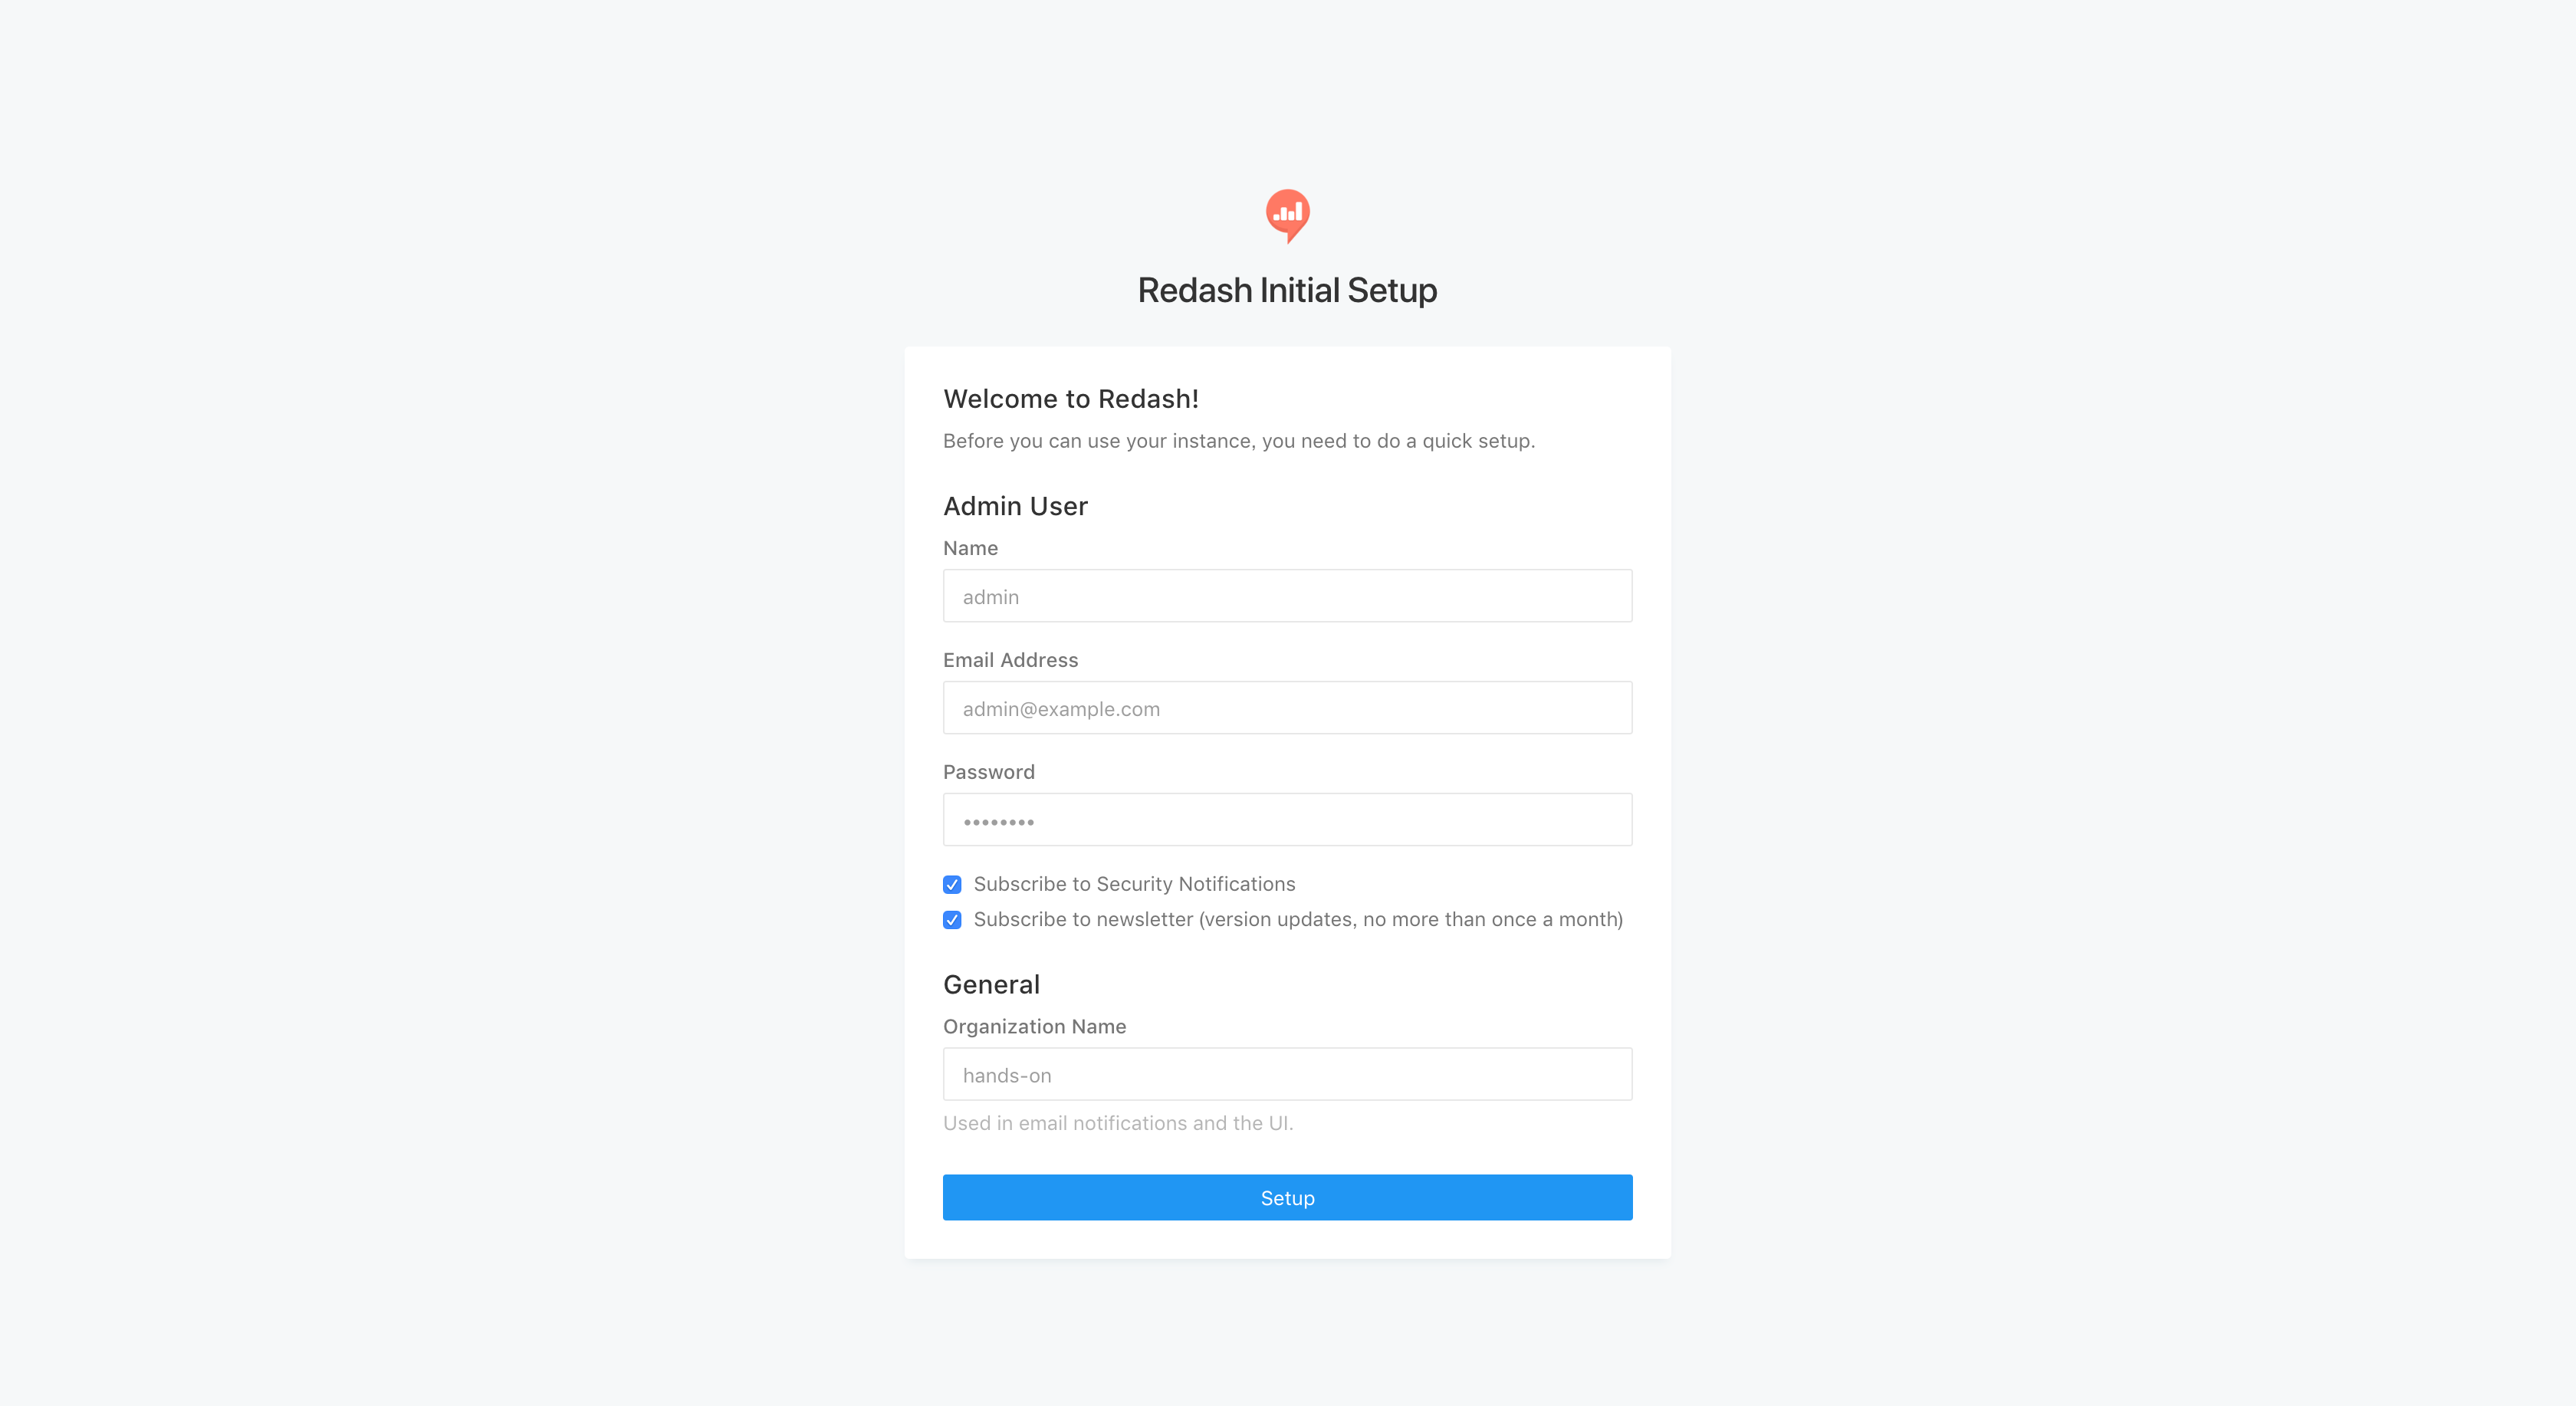 Redash Initial Setup
Welcome to Redash!
Before you can use your instance, you need to do a quick setup.
Admin User
Name
admin
Email Address
admin@example.com
Password
••••••••
Subscribe to Security Notifications
Subscribe to newsletter (version updates, no more than once a month)
General
Organization Name
hands-on
Used in email notifications and the UI.
Setup